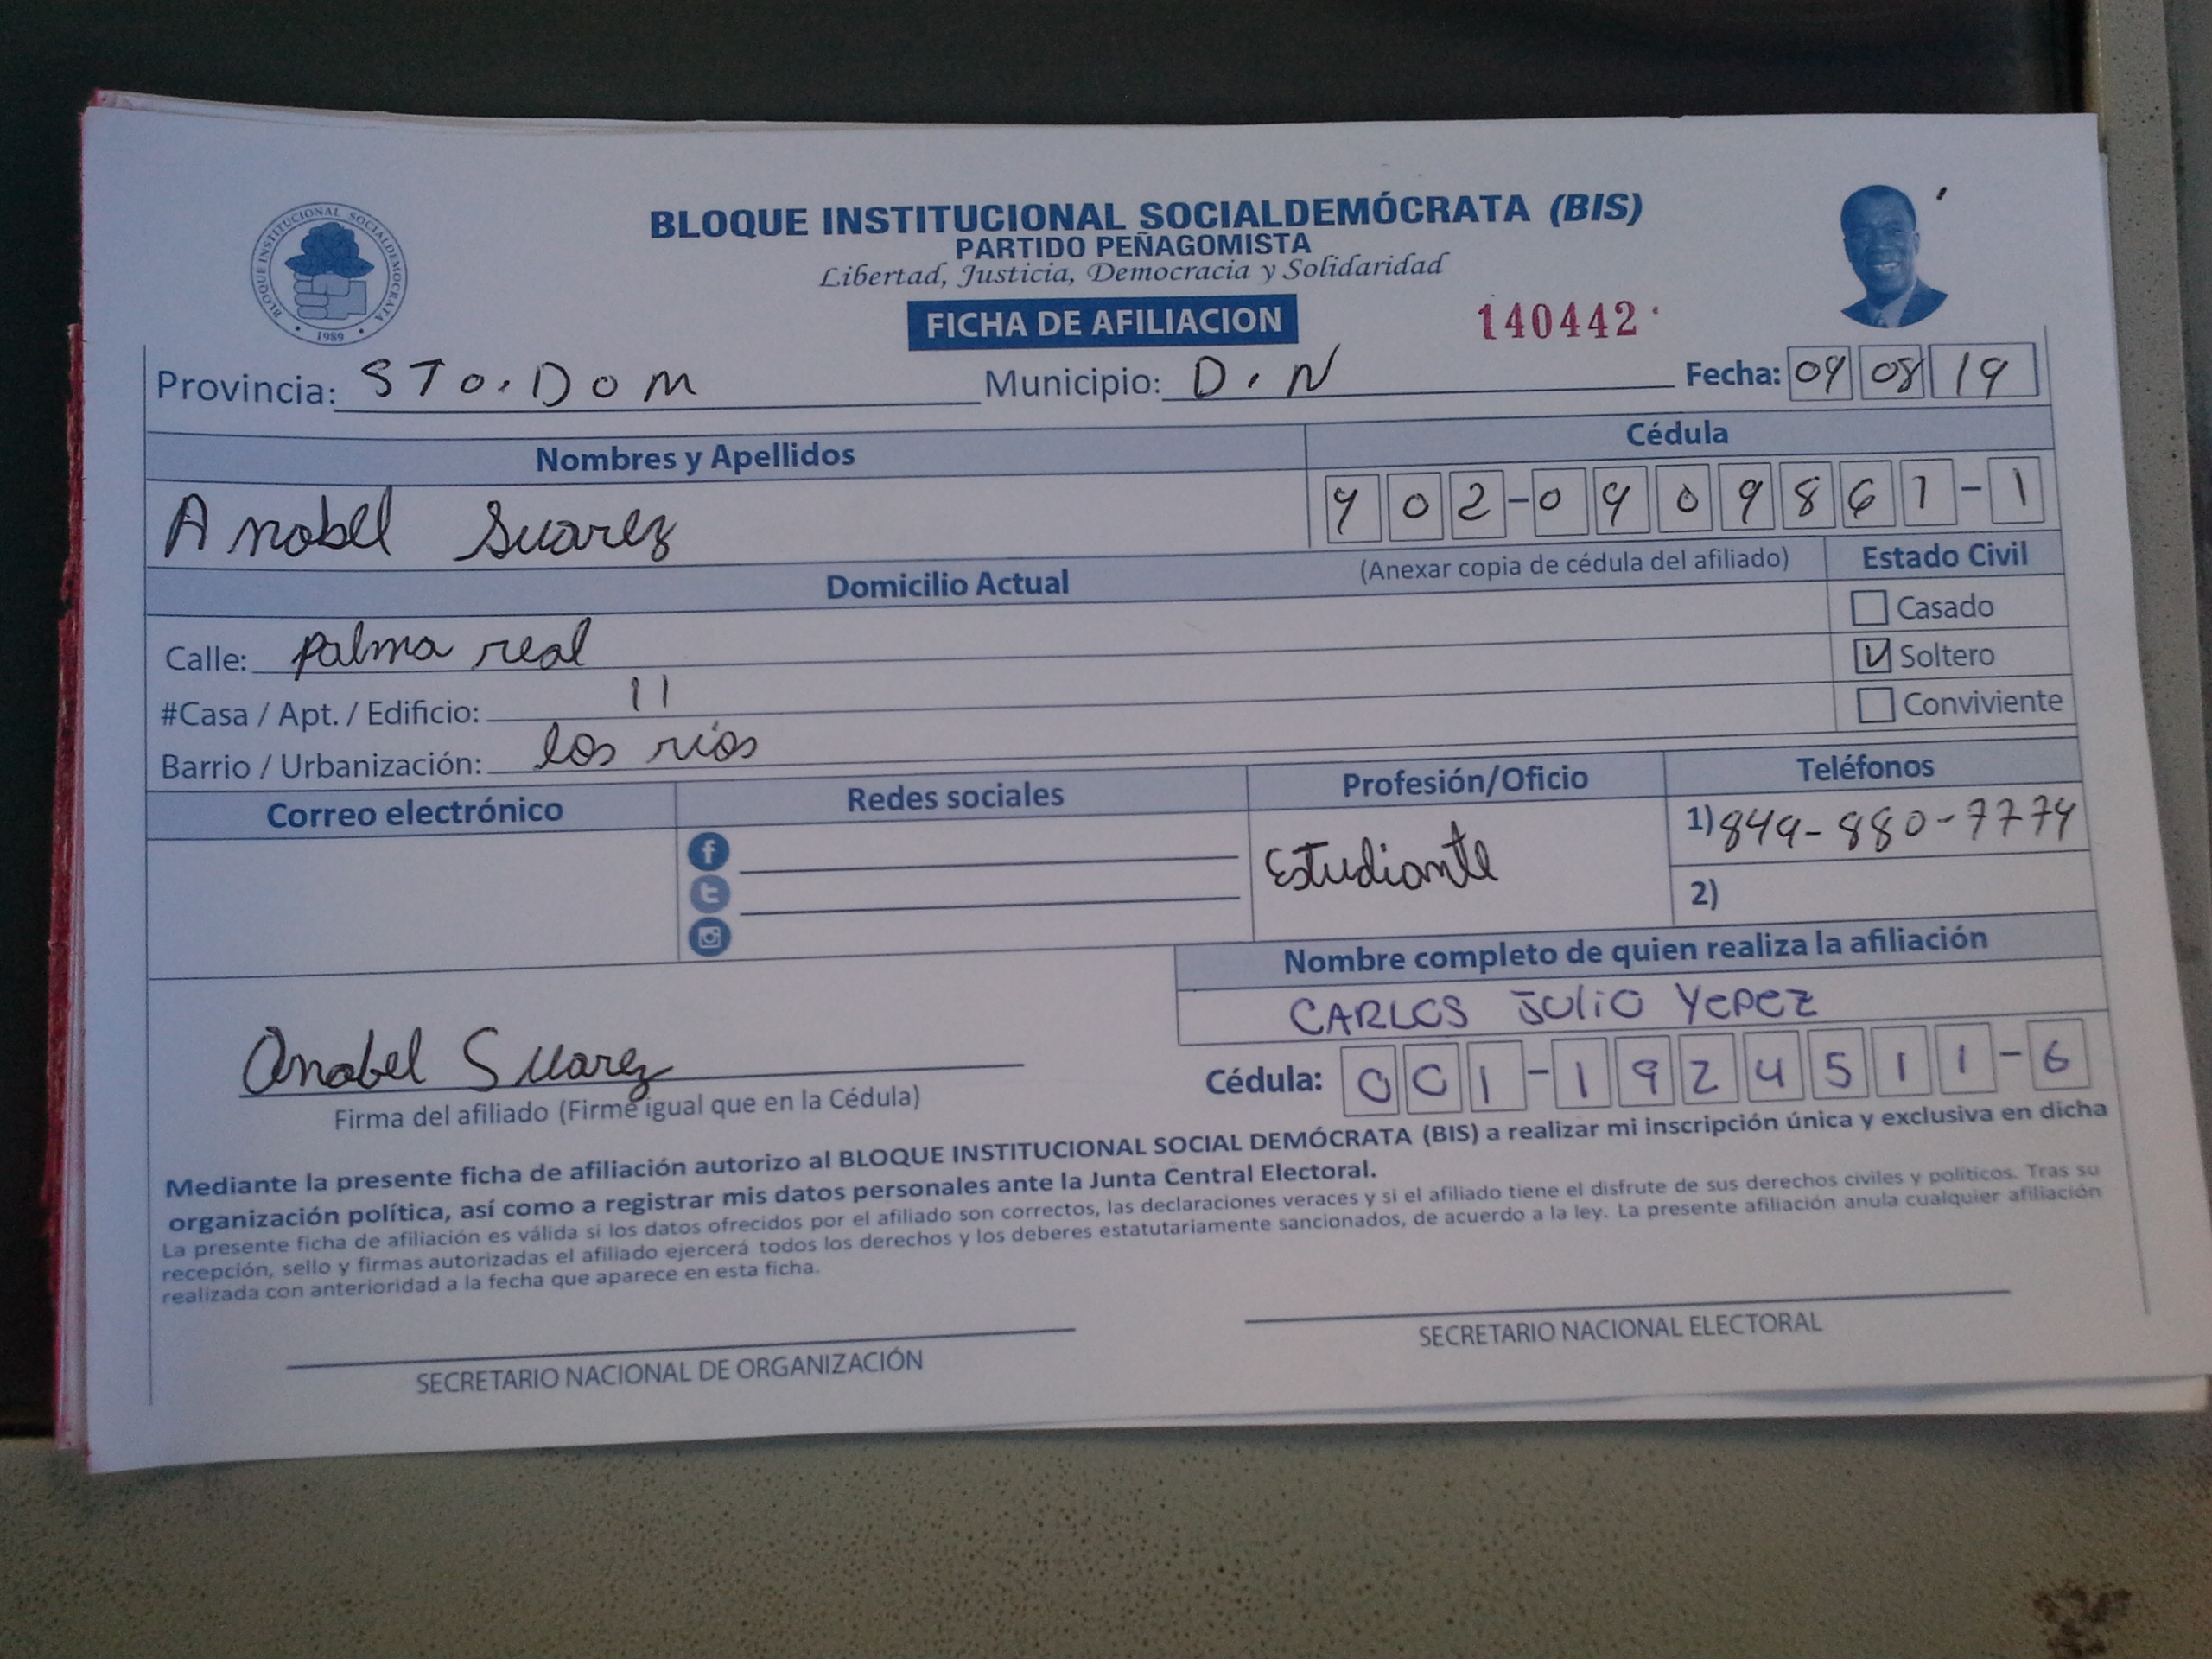 BLOQUE INSTITUCIONAL SOCIALDEMÓCRATA
1989
BLOQUE INSTITUCIONAL SOCIALDEMÓCRATA (BIS)
PARTIDO PEÑAGOMISTA
Libertad, Justicia, Democracia y Solidaridad
FICHA DE AFILIACION 140442
Provincia: STO. DOM Municipio: D.N Fecha: 09 08 19
Nombres y Apellidos Cédula
Anabel Suarez 402-0909861-1
Domicilio Actual (Anexar copia de cédula del afiliado) Estado Civil
Casado
Calle: palma real
Soltero
#Casa / Apt. / Edificio: 11
Conviviente
Barrio / Urbanización: los rios
Correo electrónico Redes sociales Profesión/Oficio Teléfonos
Estudiante 1) 849-880-7774
2)
Nombre completo de quien realiza la afiliación
CARLOS JULIO YEPEZ
Anabel Suarez
Cédula: 001-1924511-6
Firma del afiliado (Firme igual que en la Cédula)
Mediante la presente ficha de afiliación autorizo al BLOQUE INSTITUCIONAL SOCIAL DEMÓCRATA (BIS) a realizar mi inscripción única y exclusiva en dicha
organización política, así como a registrar mis datos personales ante la Junta Central Electoral.
La presente ficha de afiliación es válida si los datos ofrecidos por el afiliado son correctos, las declaraciones veraces y si el afiliado tiene el disfrute de sus derechos civiles y políticos. Tras su
recepción, sello y firmas autorizadas el afiliado ejercerá todos los derechos y los deberes estatutariamente sancionados, de acuerdo a la ley. La presente afiliación anula cualquier afiliación
realizada con anterioridad a la fecha que aparece en esta ficha.
SECRETARIO NACIONAL DE ORGANIZACIÓN SECRETARIO NACIONAL ELECTORAL